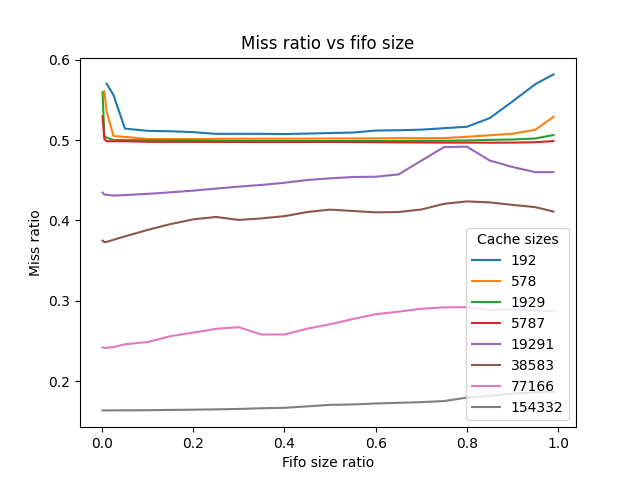 Miss ratio vs fifo size
0.6
0.5
0.4
0.3
0.2
Miss ratio
Cache sizes
192
578
1929
5787
19291
38583
77166
154332
0.0 0.2 0.4 0.6 0.8 1.0
Fifo size ratio